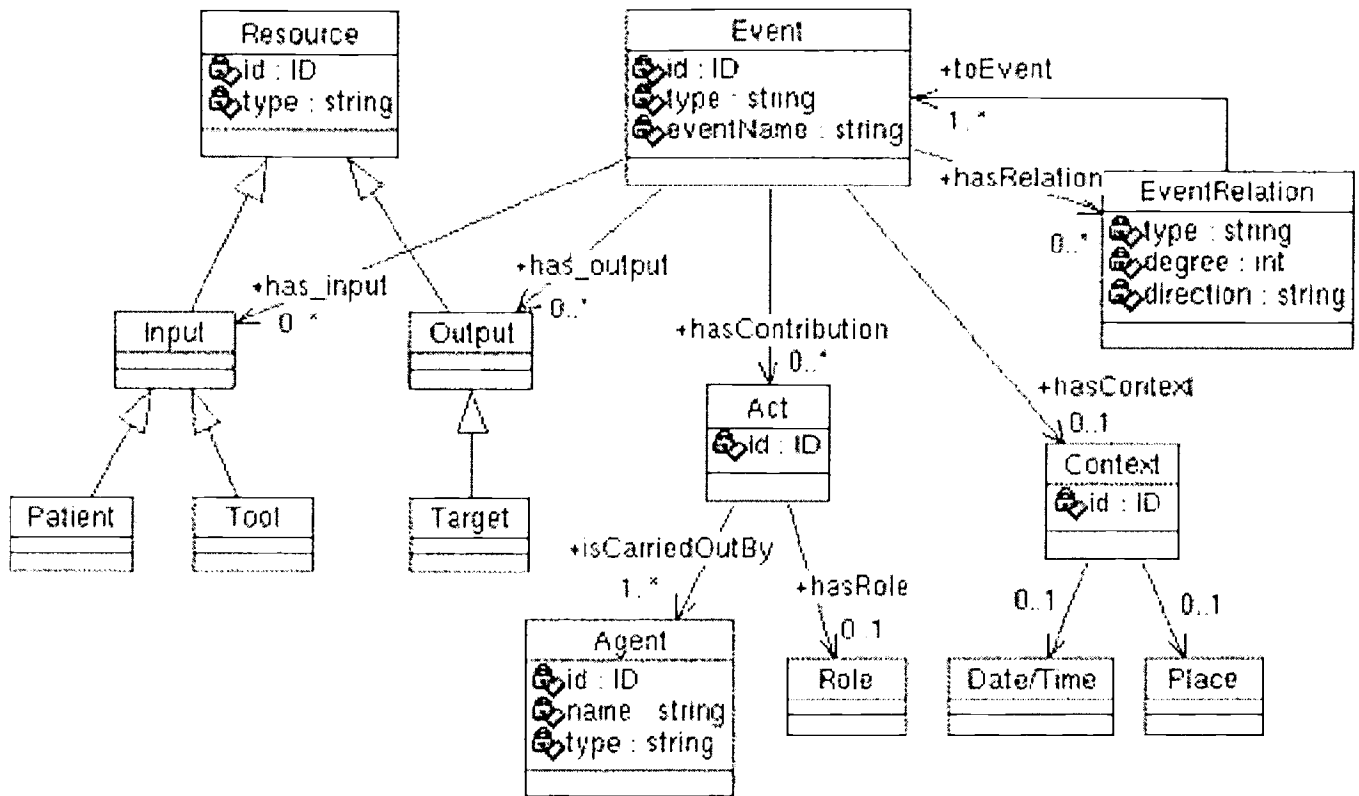 Resource
id : ID
type : string
Event
id : ID
type : string
eventName : string
+toEvent
1..*
+hasRelation
0..*
EventRelation
type : string
degree : int
direction : string
+has_input
0..*
+has_output
0..*
Input
Output
+hasContribution
0..*
Act
id : ID
+hasContext
0..1
Context
id : ID
Patient
Tool
Target
+isCarriedOutBy
1..*
+hasRole
0..1
0..1
0..1
Agent
id : ID
name string
type : string
Role
Date/Time
Place